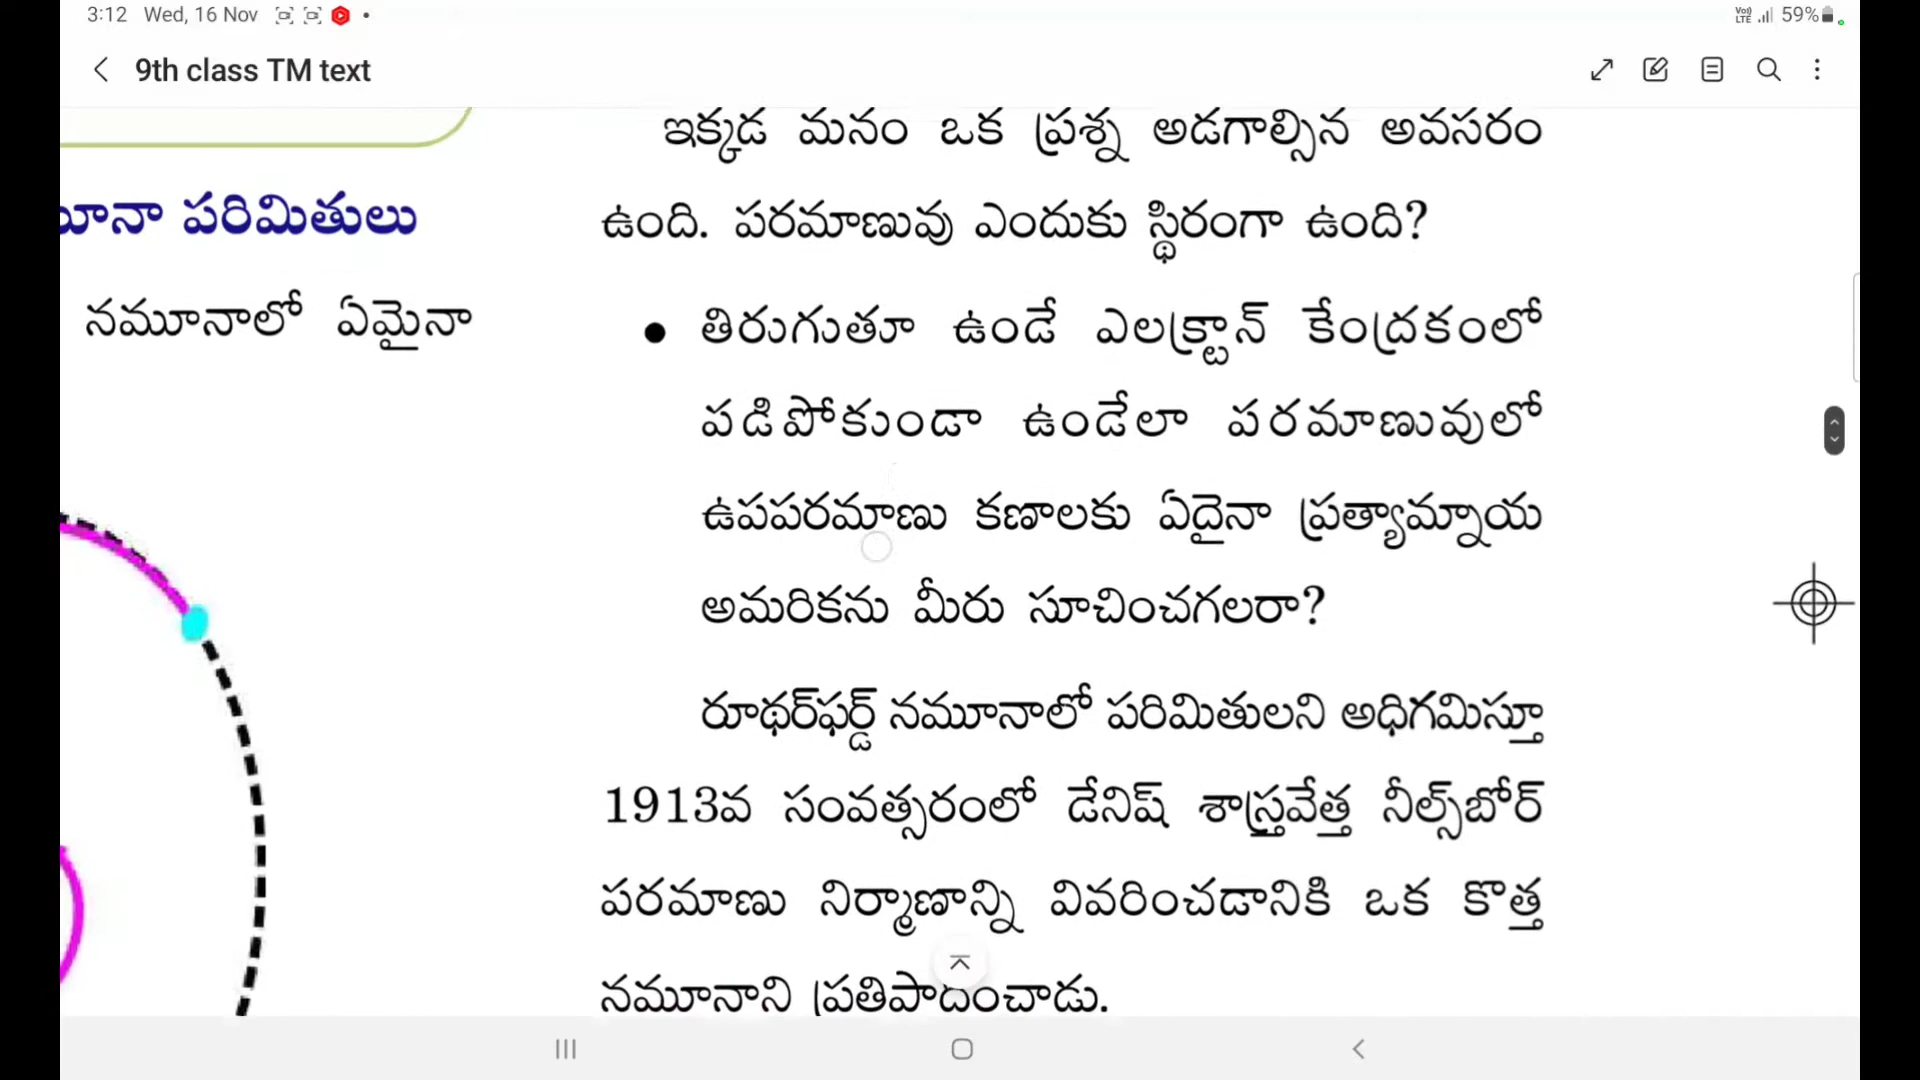 3:12 Wed, 16 Nov
59%
9th class TM text
పరిమితులు
నమూనాలో ఏమైనా
ఇక్కడ మనం ఒక ప్రశ్న అడగాల్సిన అవసరం
ఉంది. పరమాణువు ఎందుకు స్థిరంగా ఉంది?
● తిరుగుతూ ఉండే ఎలక్ట్రాన్ కేంద్రకంలో
పడిపోకుండా ఉండేలా పరమాణువులో
ఉపపరమాణు కణాలకు ఏదైనా ప్రత్యామ్నాయ
అమరికను మీరు సూచించగలరా?
రూథర్‌ఫర్డ్ నమూనాలో పరిమితులని అధిగమిస్తూ
1913వ సంవత్సరంలో డేనిష్ శాస్త్రవేత్త నీల్స్‌బోర్
పరమాణు నిర్మాణాన్ని వివరించడానికి ఒక కొత్త
నమూనాని ప్రతిపాదించాడు.